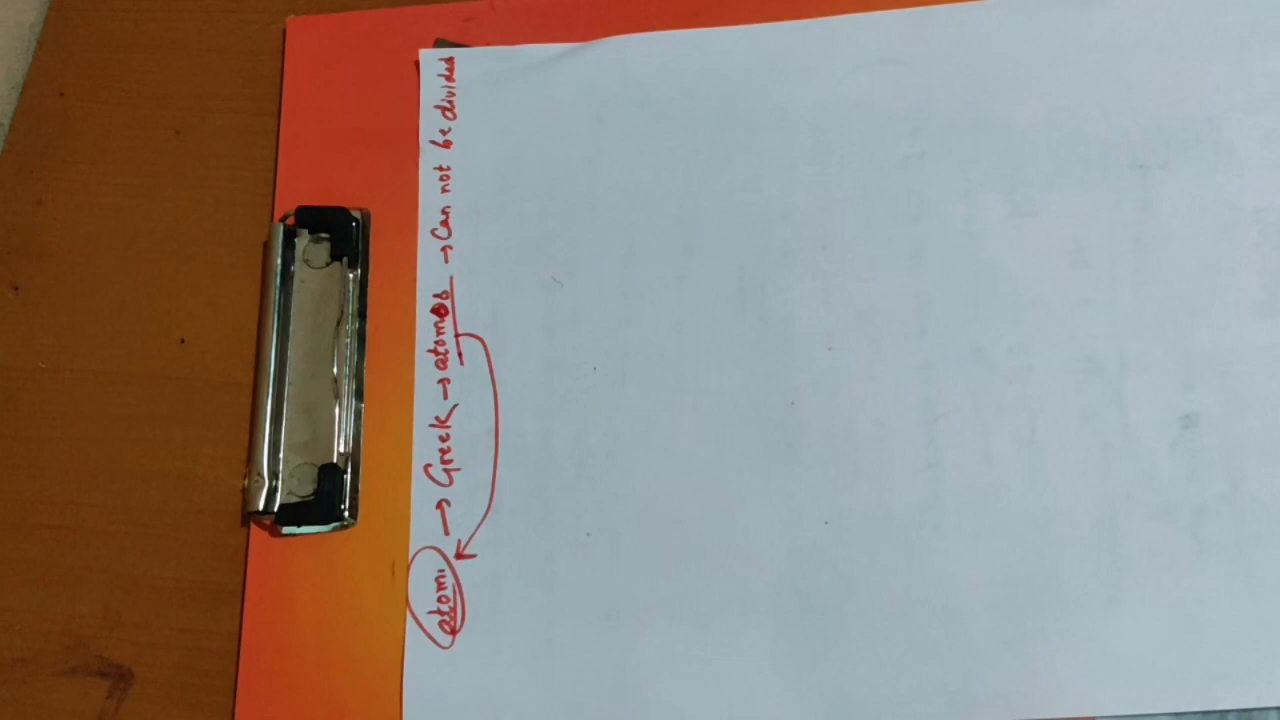 atom → Greek → atomos → Can not be divided